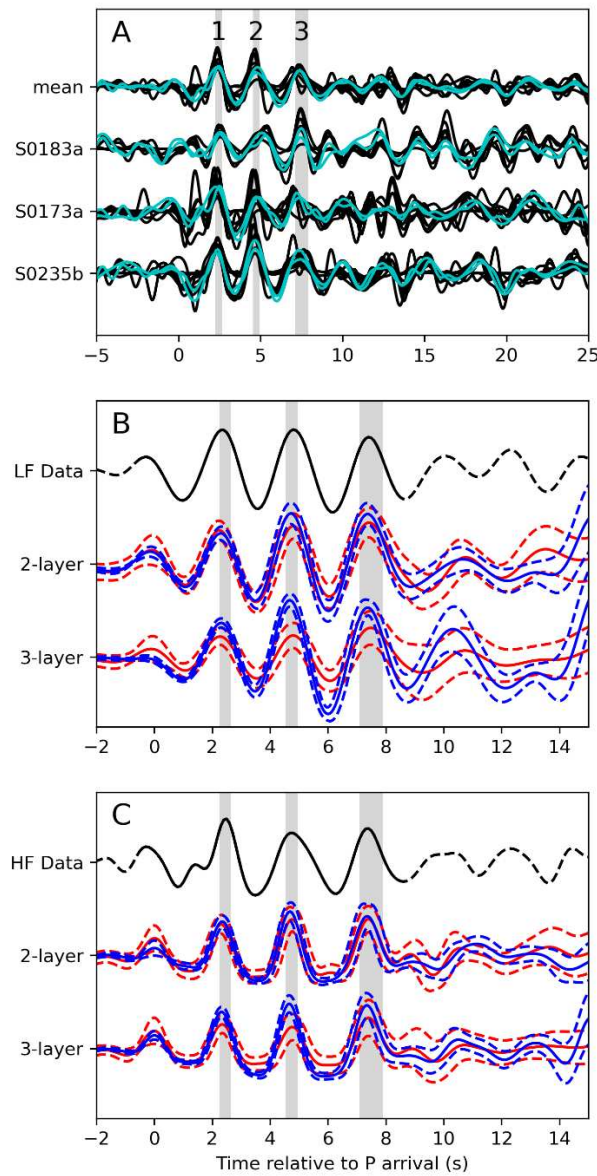 A
1 2 3
mean
S0183a
S0173a
S0235b
-5 0 5 10 15 20 25
B
LF Data
2-layer
3-layer
-2 0 2 4 6 8 10 12 14
C
HF Data
2-layer
3-layer
-2 0 2 4 6 8 10 12 14
Time relative to P arrival (s)